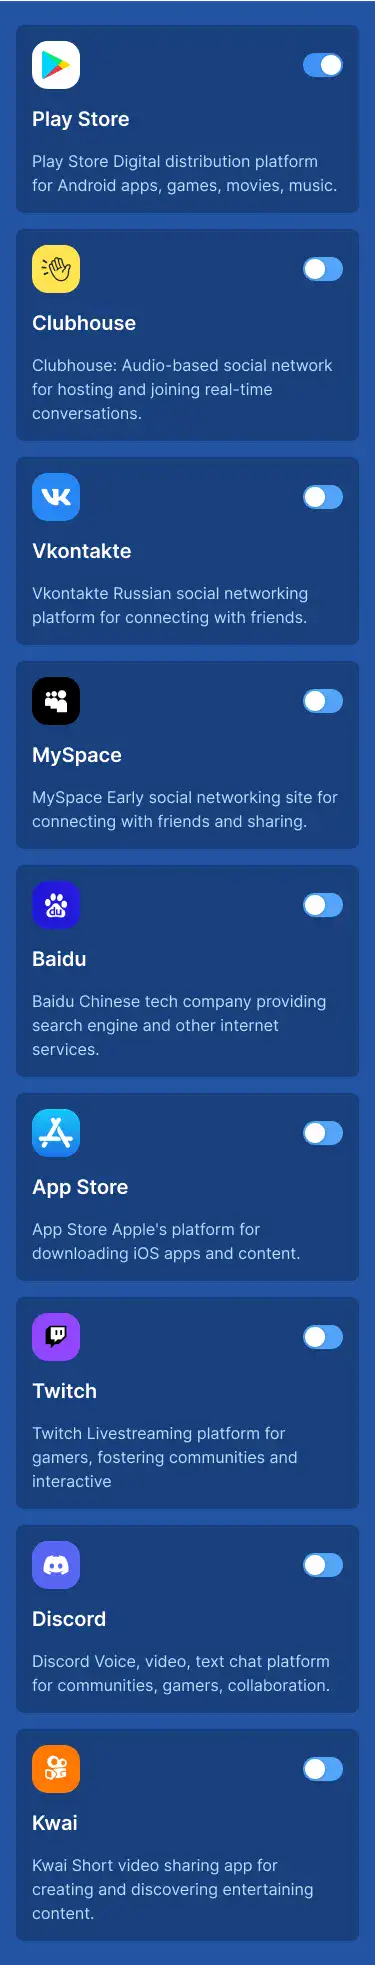 Play Store
Play Store Digital distribution platform
for Android apps, games, movies, music.
Clubhouse
Clubhouse: Audio-based social network
for hosting and joining real-time
conversations.
Vkontakte
Vkontakte Russian social networking
platform for connecting with friends.
MySpace
MySpace Early social networking site for
connecting with friends and sharing.
du
Baidu
Baidu Chinese tech company providing
search engine and other internet
services.
App Store
App Store Apple's platform for
downloading iOS apps and content.
Twitch
Twitch Livestreaming platform for
gamers, fostering communities and
interactive
Discord
Discord Voice, video, text chat platform
for communities, gamers, collaboration.
Kwai
Kwai Short video sharing app for
creating and discovering entertaining
content.